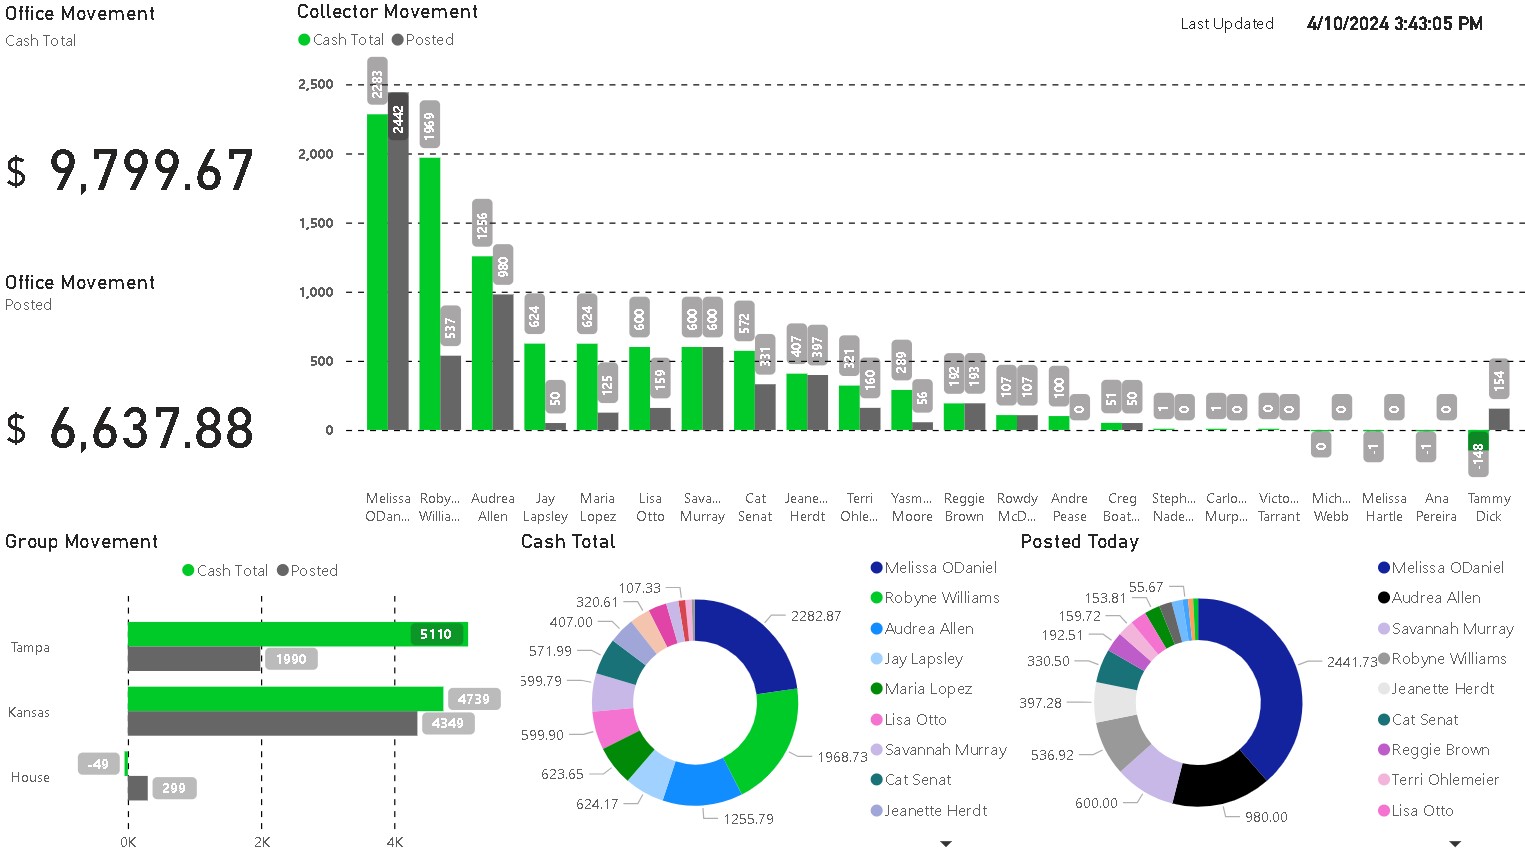 Office Movement
Cash Total
$ 9,799.67
Office Movement
Posted
$ 6,637.88
Collector Movement
Cash Total Posted
Last Updated 4/10/2024 3:43:05 PM
2,500
2,000
1,500
1,000
500
0
2283 2442 1969 537 1256 980 624 50 624 125 600 159 600 600 572 331 407 397 321 160 289 56 192 193 107 107 100 0 51 50 1 0 1 0 0 0 0 0 -1 0 -1 0 -148 154
Melissa ODan...
Roby... Willia...
Audrea Allen
Jay Lapsley
Maria Lopez
Lisa Otto
Sava... Murray
Cat Senat
Jeane... Herdt
Terri Ohle...
Yasm... Moore
Reggie Brown
Rowdy McD...
Andre Pease
Creg Boat...
Steph... Nade...
Carlo... Murp...
Victo... Tarrant
Mich... Webb
Melissa Hartle
Ana Pereira
Tammy Dick
Group Movement
Cash Total Posted
Tampa 5110
1990
Kansas 4739
4349
House -49
299
0K 2K 4K
Cash Total
2282.87
1968.73
1255.79
624.17
623.65
599.90
599.79
571.99
407.00
320.61
107.33
Melissa ODaniel
Robyne Williams
Audrea Allen
Jay Lapsley
Maria Lopez
Lisa Otto
Savannah Murray
Cat Senat
Jeanette Herdt
Posted Today
2441.73
980.00
600.00
536.92
397.28
330.50
192.51
159.72
153.81
55.67
Melissa ODaniel
Audrea Allen
Savannah Murray
Robyne Williams
Jeanette Herdt
Cat Senat
Reggie Brown
Terri Ohlemeier
Lisa Otto